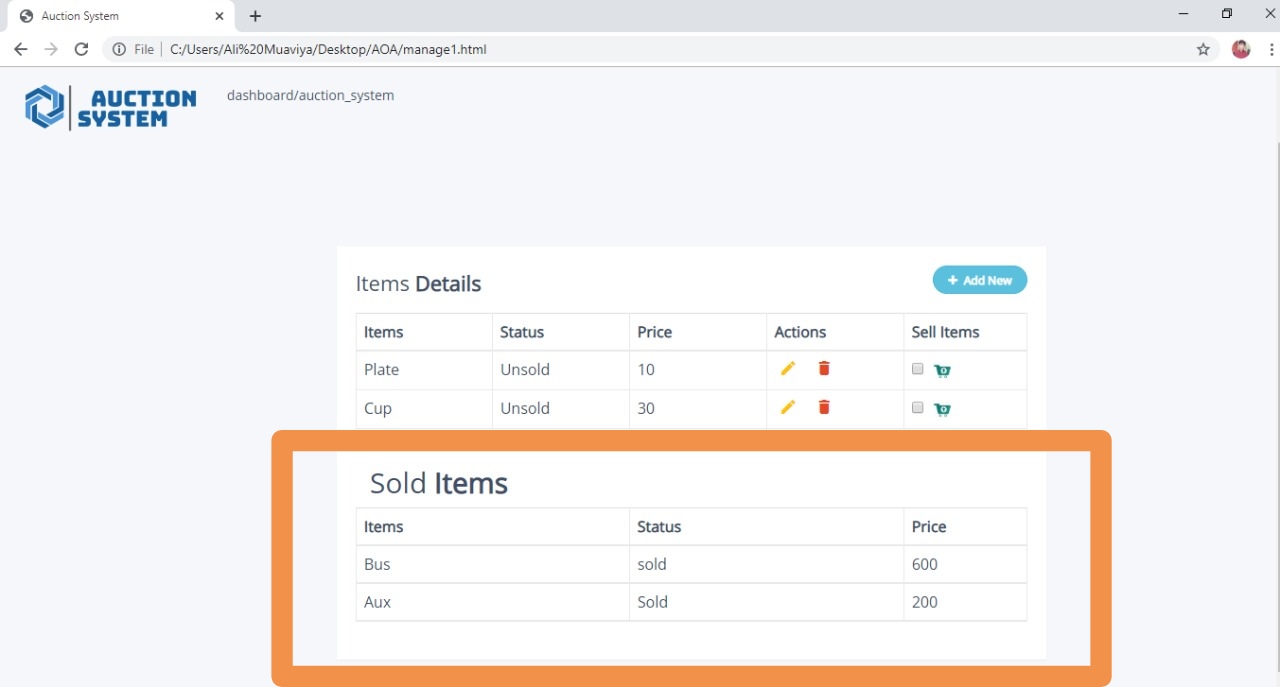 Auction System
File C:/Users/Ali%20Muaviya/Desktop/AOA/manage1.html
AUCTION
SYSTEM
dashboard/auction_system
Items Details
+ Add New
Items Status Price Actions Sell Items
Plate Unsold 10
Cup Unsold 30
Sold Items
Items Status Price
Bus sold 600
Aux Sold 200